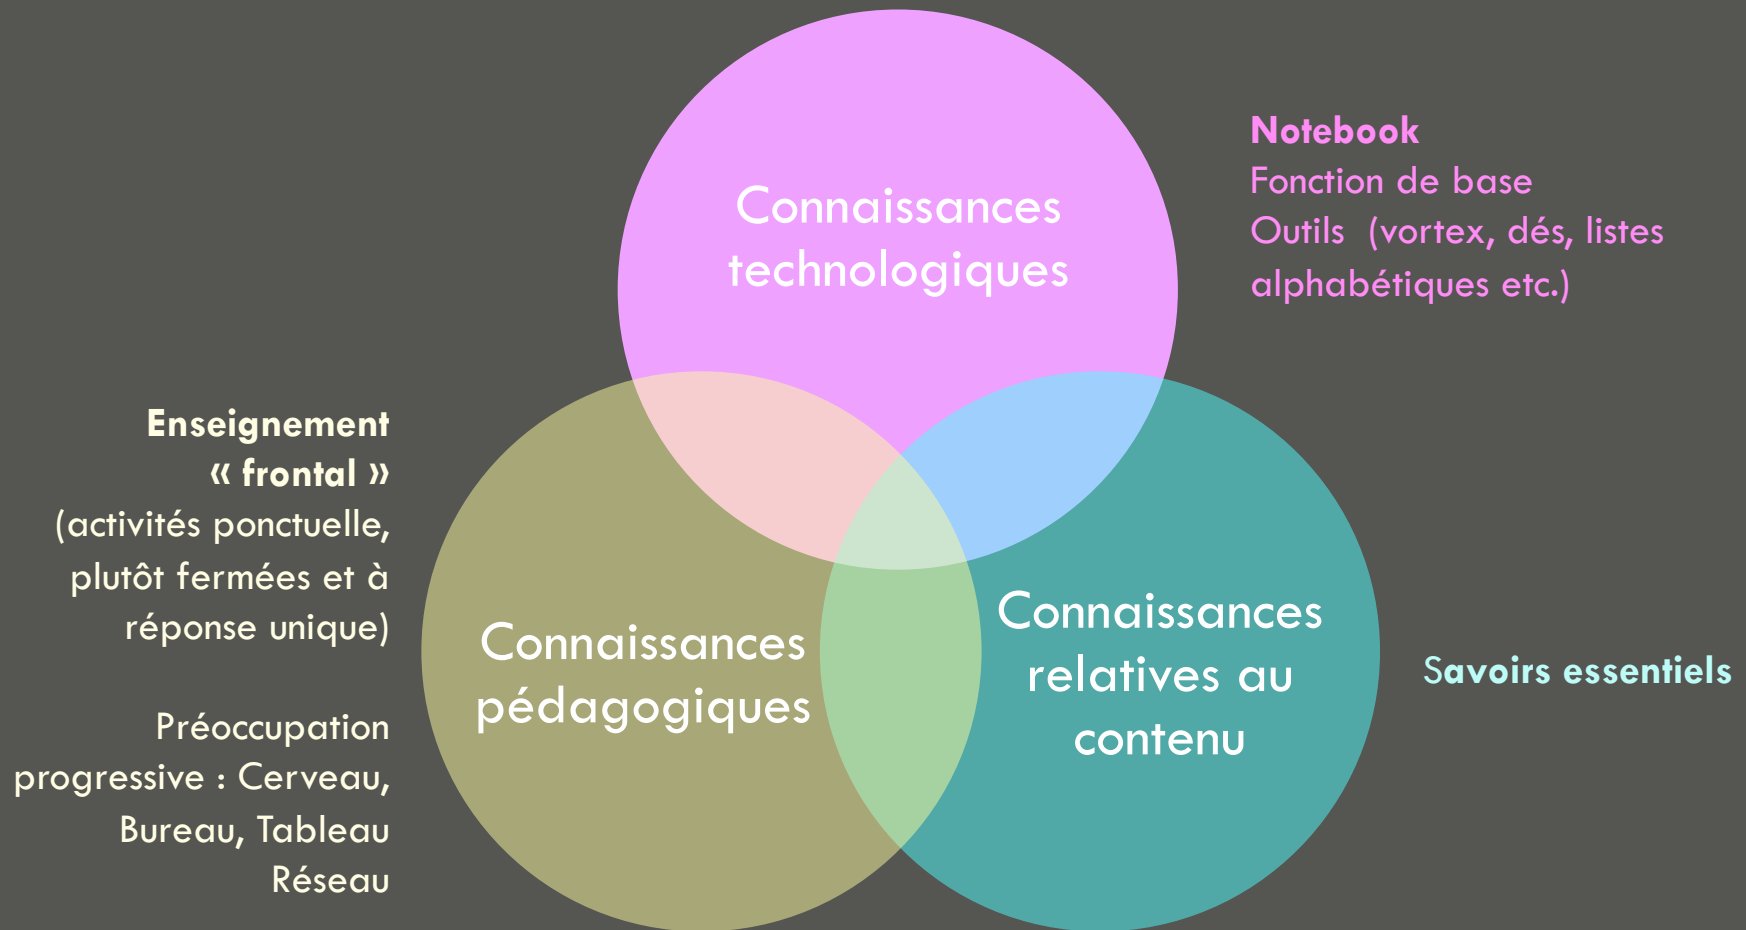 Connaissances
technologiques
Notebook
Fonction de base
Outils  (vortex, dés, listes
alphabétiques etc.)
Enseignement
« frontal »
(activités ponctuelle,
plutôt fermées et à
réponse unique)
Préoccupation
progressive : Cerveau,
Bureau, Tableau
Réseau
Connaissances
pédagogiques
Connaissances
relatives au
contenu
Savoirs essentiels